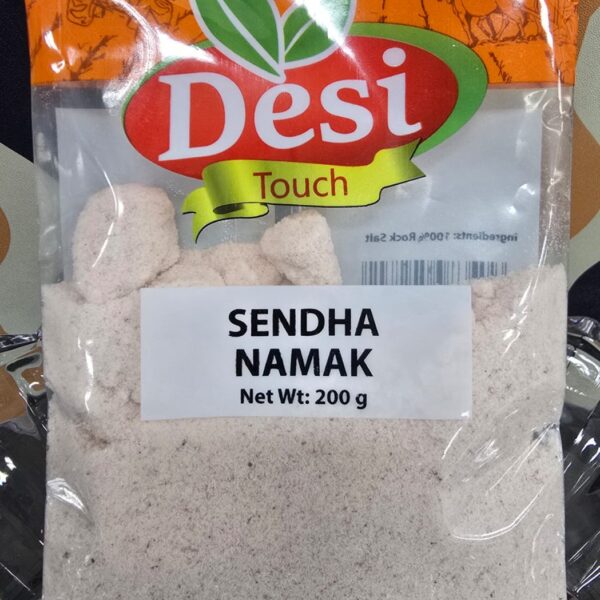 Desi
Touch
ingredients: 100% Rock Salt
SENDHA
NAMAK
Net Wt: 200 g